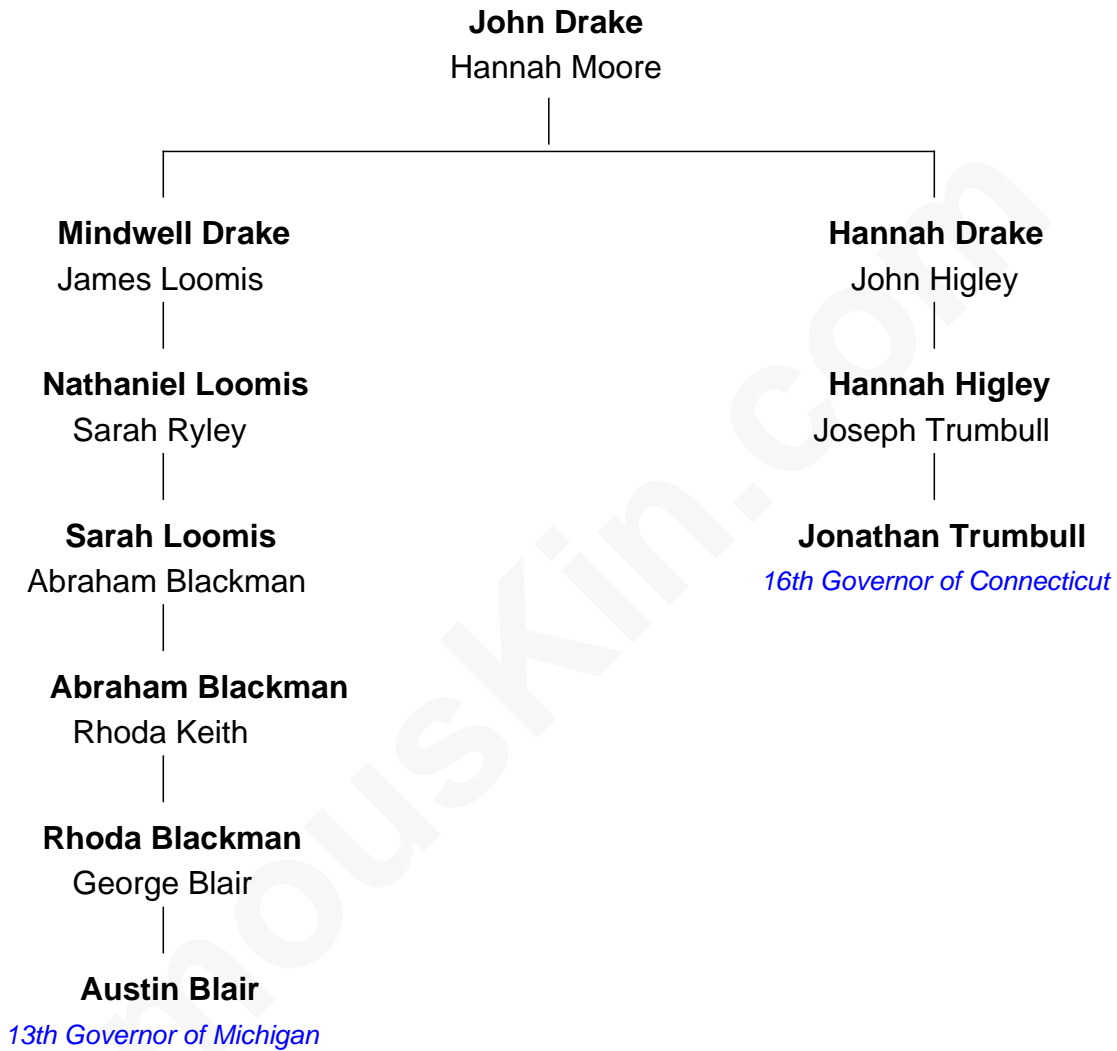 John Drake
Hannah Moore
Mindwell Drake
James Loomis
Hannah Drake
John Higley
Nathaniel Loomis
Sarah Ryley
Hannah Higley
Joseph Trumbull
Sarah Loomis
Abraham Blackman
Jonathan Trumbull
16th Governor of Connecticut
Abraham Blackman
Rhoda Keith
Rhoda Blackman
George Blair
Austin Blair
13th Governor of Michigan
mouskin.com